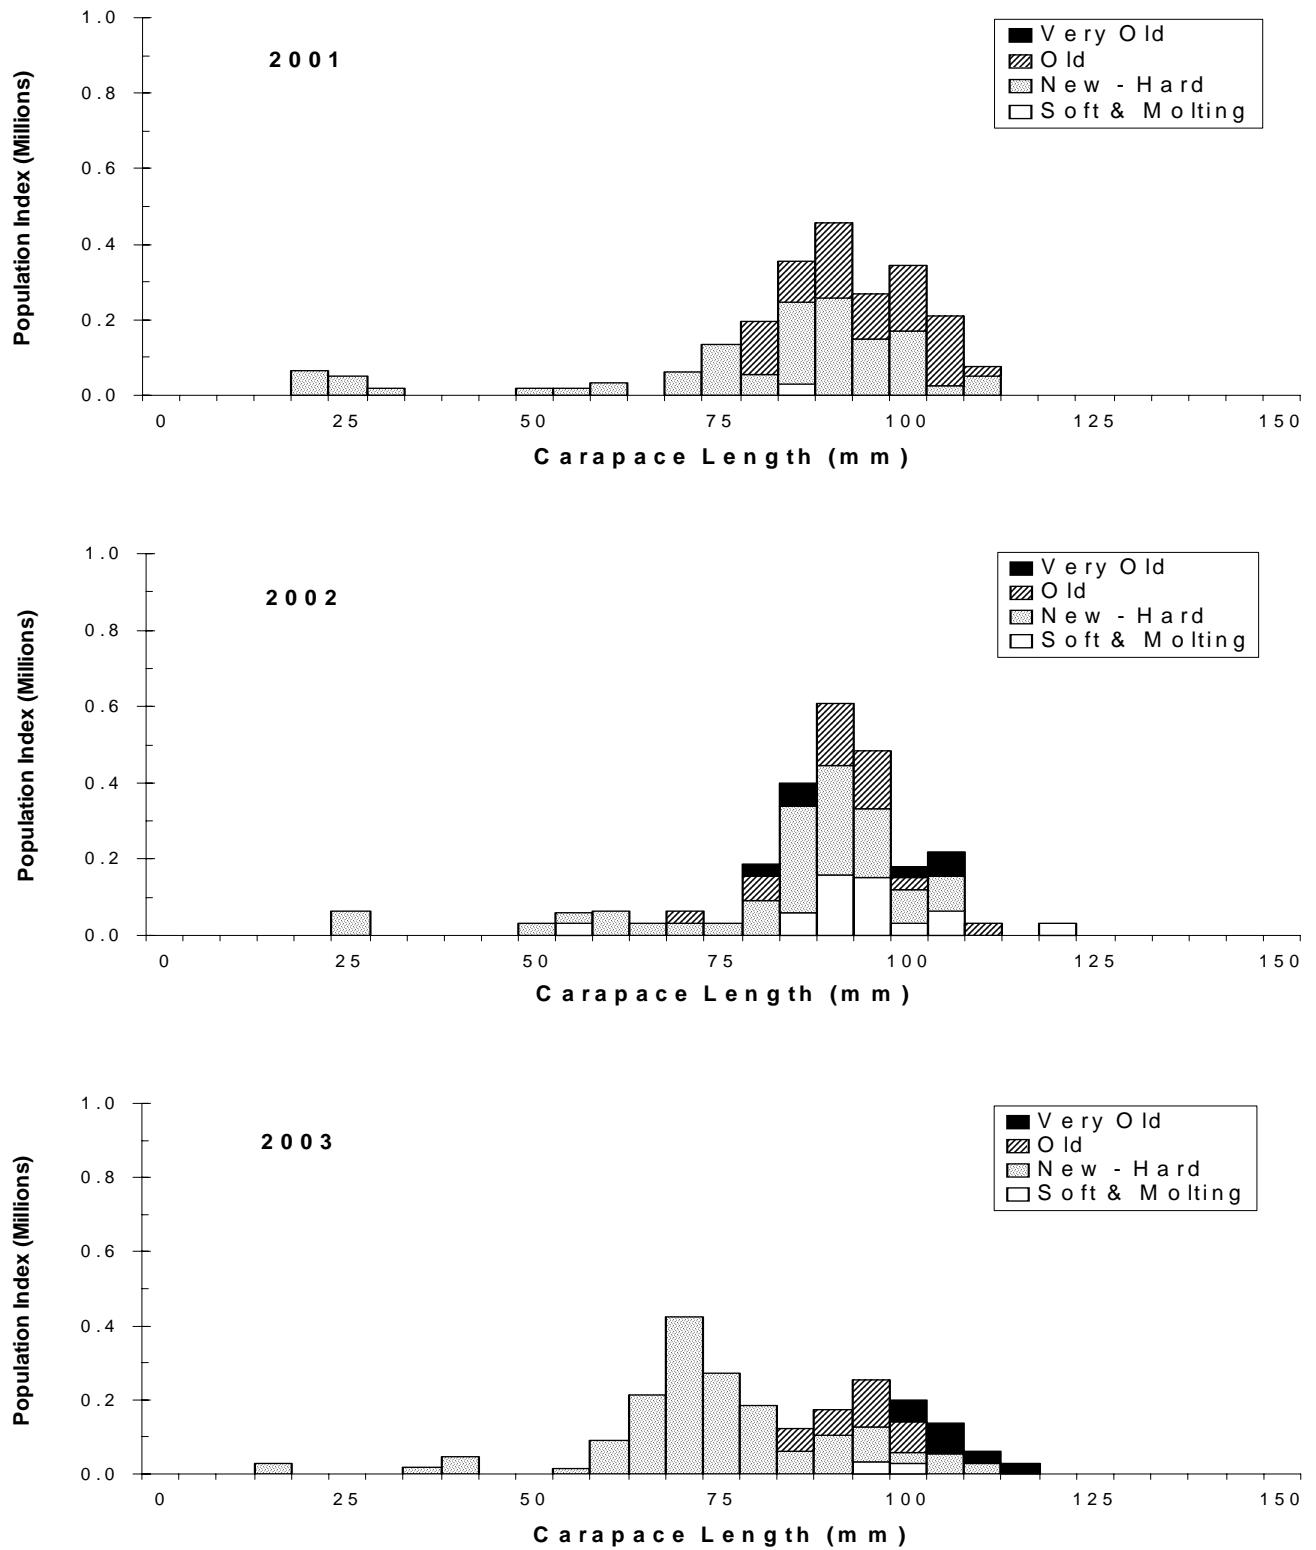 2001
Population Index (Millions)
1.0
0.8
0.6
0.4
0.2
0.0
Very Old
Old
New - Hard
Soft & Molting
0 25 50 75 100 125 150
Carapace Length (mm)
2002
Population Index (Millions)
1.0
0.8
0.6
0.4
0.2
0.0
Very Old
Old
New - Hard
Soft & Molting
0 25 50 75 100 125 150
Carapace Length (mm)
2003
Population Index (Millions)
1.0
0.8
0.6
0.4
0.2
0.0
Very Old
Old
New - Hard
Soft & Molting
0 25 50 75 100 125 150
Carapace Length (mm)